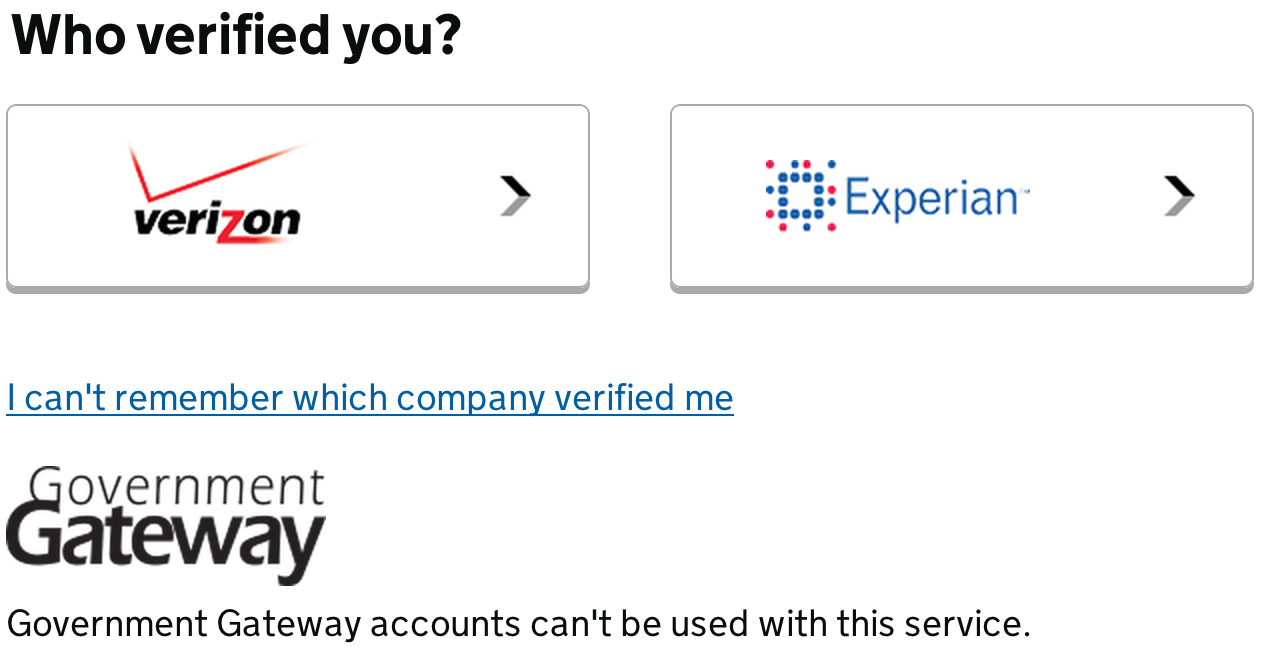 Who verified you?
verizon
Experian™
I can't remember which company verified me
Government
Gateway
Government Gateway accounts can't be used with this service.